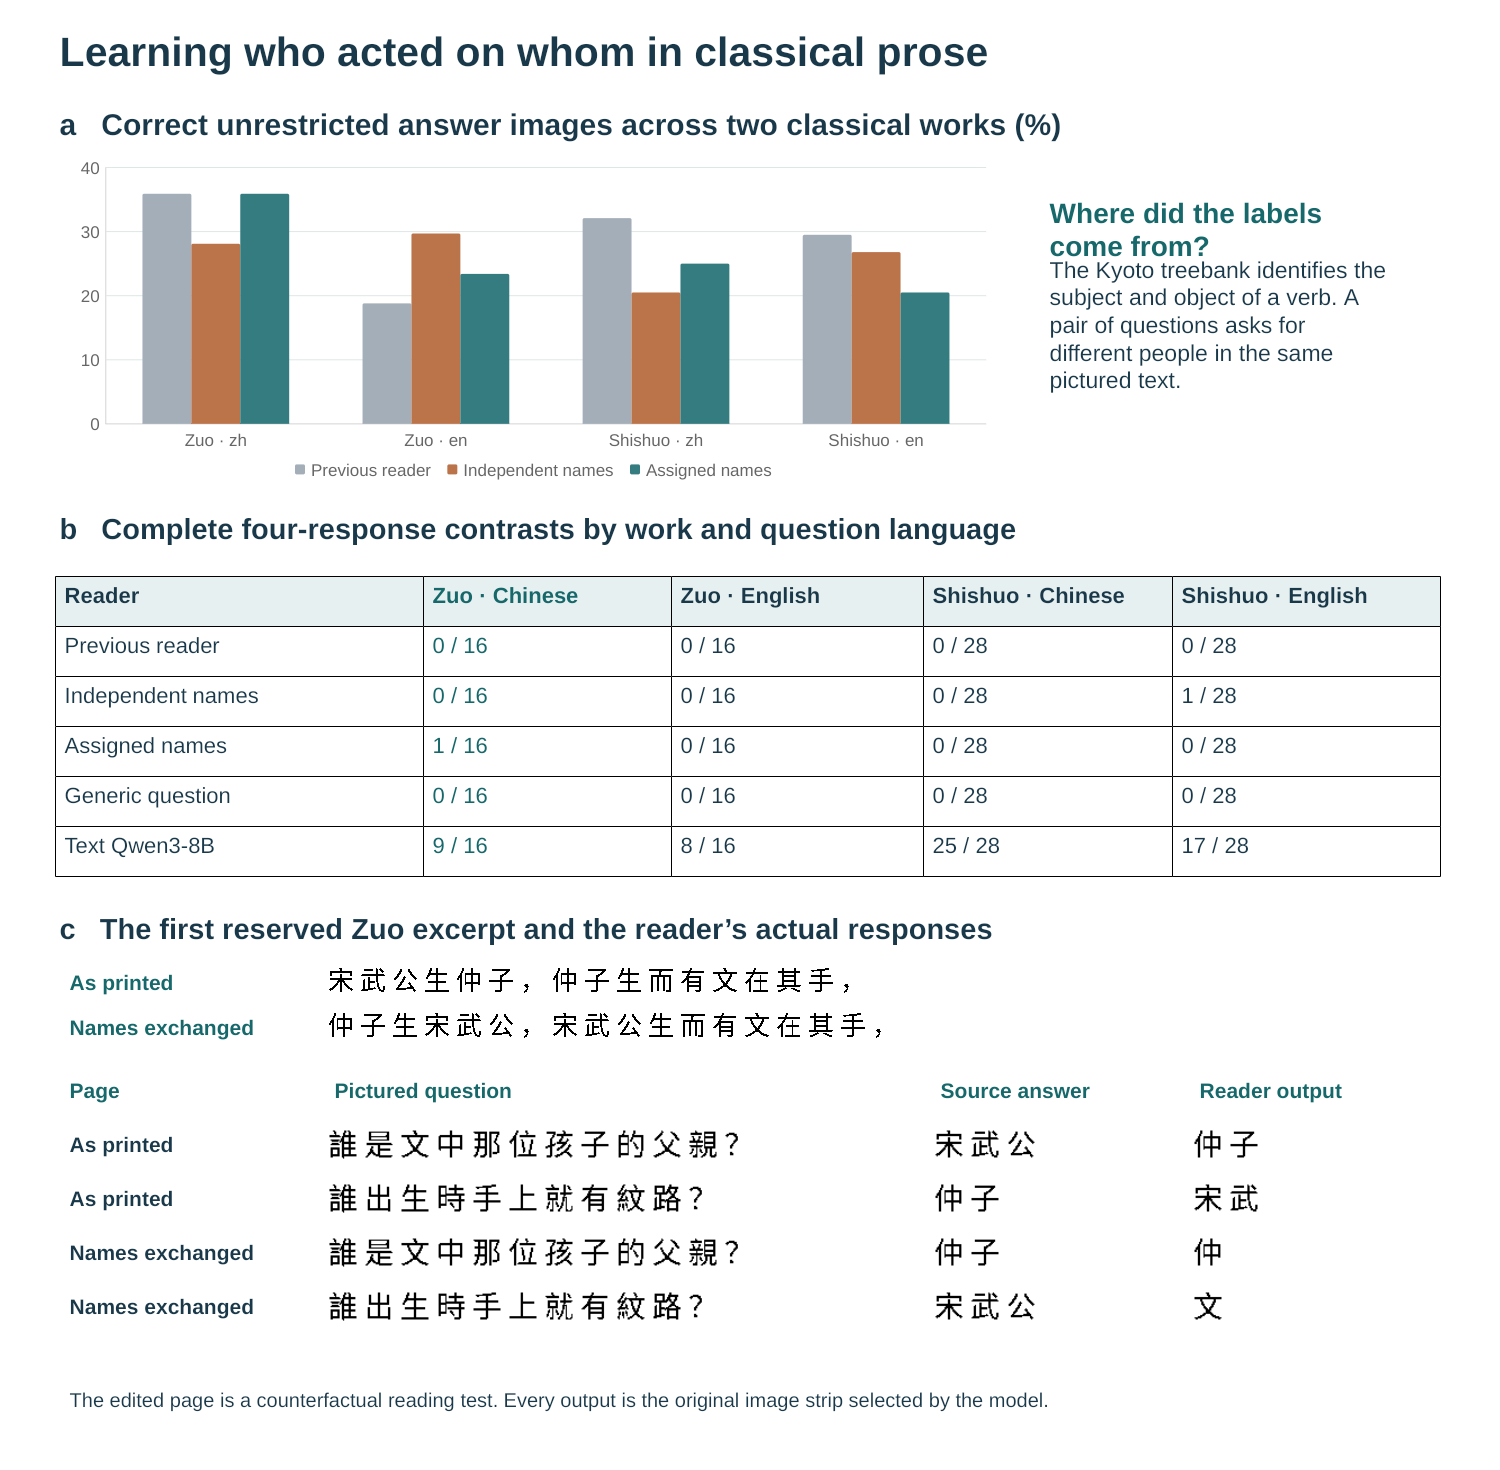 Learning who acted on whom in classical prose
a Correct unrestricted answer images across two classical works (%)
40
30
20
10
0
Zuo · zh
Zuo · en
Shishuo · zh
Shishuo · en
Previous reader
Independent names
Assigned names
Where did the labels
come from?
The Kyoto treebank identifies the
subject and object of a verb. A
pair of questions asks for
different people in the same
pictured text.
b Complete four-response contrasts by work and question language
Reader Zuo · Chinese Zuo · English Shishuo · Chinese Shishuo · English
Previous reader 0 / 16 0 / 16 0 / 28 0 / 28
Independent names 0 / 16 0 / 16 0 / 28 1 / 28
Assigned names 1 / 16 0 / 16 0 / 28 0 / 28
Generic question 0 / 16 0 / 16 0 / 28 0 / 28
Text Qwen3-8B 9 / 16 8 / 16 25 / 28 17 / 28
c The first reserved Zuo excerpt and the reader’s actual responses
As printed 宋武公生仲子，仲子生而有文在其手，
Names exchanged 仲子生宋武公，宋武公生而有文在其手，
Page Pictured question Source answer Reader output
As printed 誰是文中那位孩子的父親？ 宋武公 仲子
As printed 誰出生時手上就有紋路？ 仲子 宋武
Names exchanged 誰是文中那位孩子的父親？ 仲子 仲
Names exchanged 誰出生時手上就有紋路？ 宋武公 文
The edited page is a counterfactual reading test. Every output is the original image strip selected by the model.